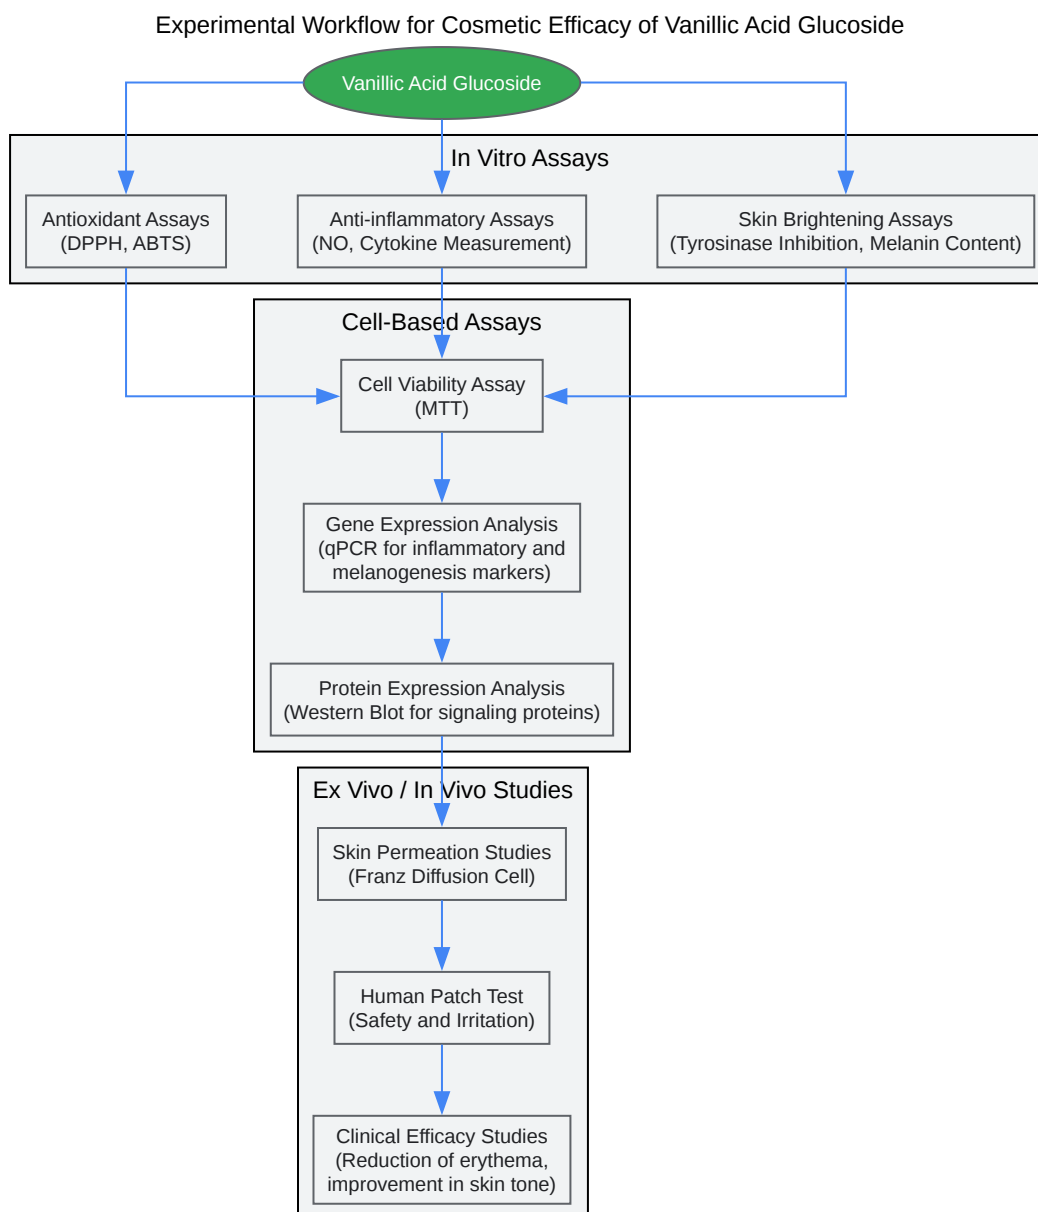 Experimental Workflow for Cosmetic Efficacy of Vanillic Acid Glucoside
Vanillic Acid Glucoside
In Vitro Assays
Antioxidant Assays
(DPPH, ABTS)
Anti-inflammatory Assays
(NO, Cytokine Measurement)
Skin Brightening Assays
(Tyrosinase Inhibition, Melanin Content)
Cell-Based Assays
Cell Viability Assay
(MTT)
Gene Expression Analysis
(qPCR for inflammatory and
melanogenesis markers)
Protein Expression Analysis
(Western Blot for signaling proteins)
Ex Vivo / In Vivo Studies
Skin Permeation Studies
(Franz Diffusion Cell)
Human Patch Test
(Safety and Irritation)
Clinical Efficacy Studies
(Reduction of erythema,
improvement in skin tone)